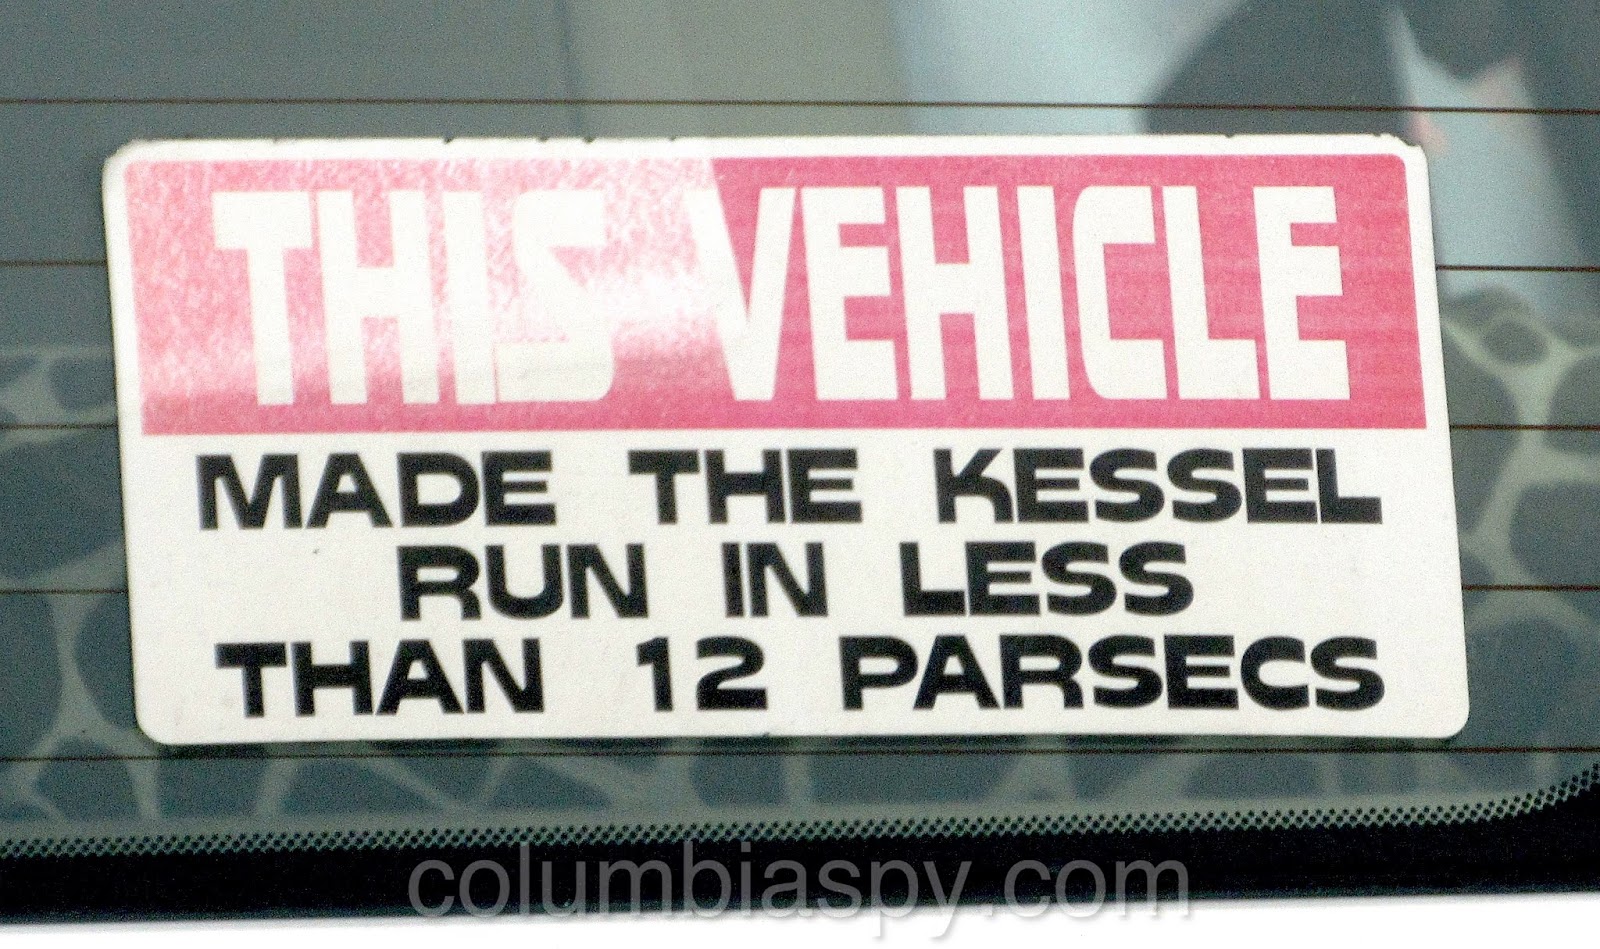 THIS VEHICLE
MADE THE KESSEL
RUN IN LESS
THAN 12 PARSECS
columbiaspy.com